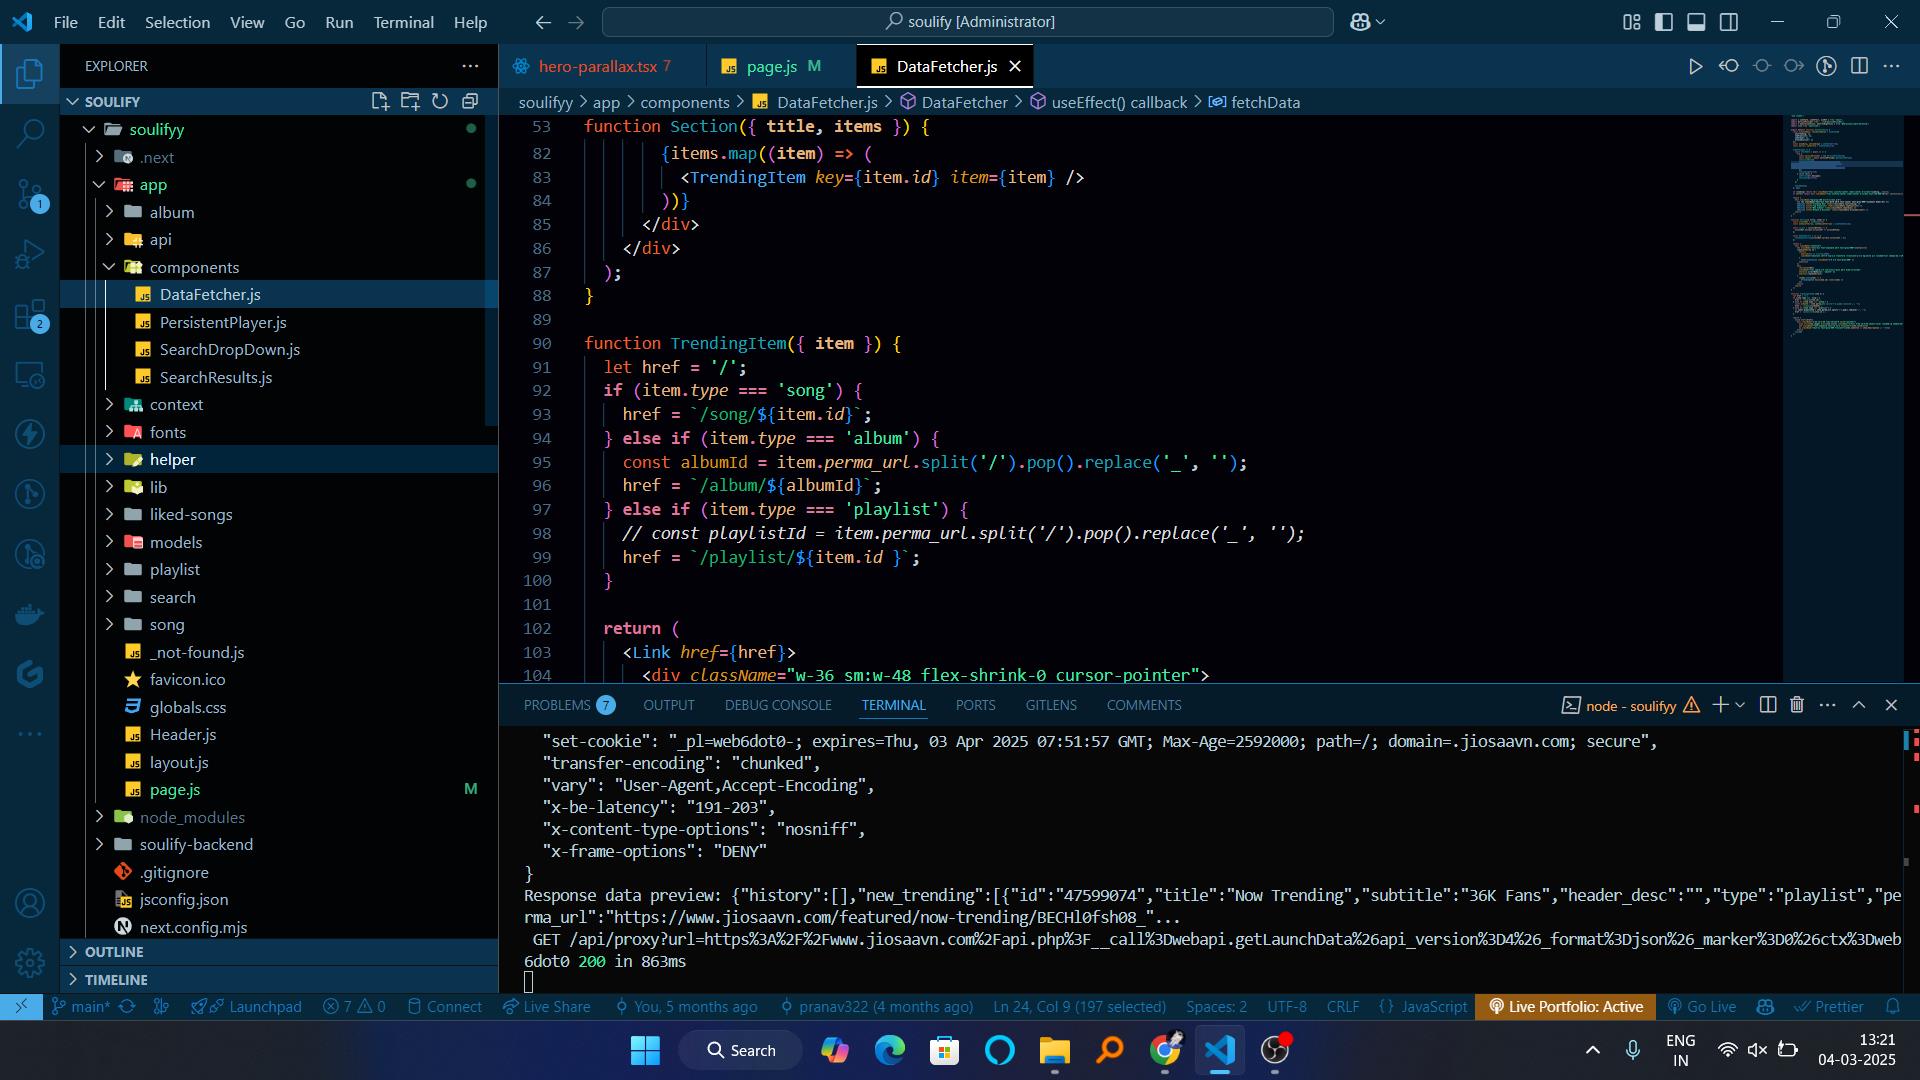 File Edit Selection View Go Run Terminal Help
soulify [Administrator]
EXPLORER
SOULIFY
soulifyy
.next
app
album
api
components
DataFetcher.js
PersistentPlayer.js
SearchDropDown.js
SearchResults.js
context
fonts
helper
lib
liked-songs
models
playlist
search
song
_not-found.js
favicon.ico
globals.css
Header.js
layout.js
page.js M
node_modules
soulify-backend
.gitignore
jsconfig.json
next.config.mjs
OUTLINE
TIMELINE
1
2
hero-parallax.tsx 7
page.js M
DataFetcher.js
soulifyy > app > components > DataFetcher.js > DataFetcher > useEffect() callback > fetchData
53 function Section({ title, items }) {
82 {items.map((item) => (
83 <TrendingItem key={item.id} item={item} />
84 ))}
85 </div>
86 </div>
87 );
88 }
89
90 function TrendingItem({ item }) {
91 let href = '/';
92 if (item.type === 'song') {
93 href = `/song/${item.id}`;
94 } else if (item.type === 'album') {
95 const albumId = item.perma_url.split('/').pop().replace('_', '');
96 href = `/album/${albumId}`;
97 } else if (item.type === 'playlist') {
98 // const playlistId = item.perma_url.split('/').pop().replace('_', '');
99 href = `/playlist/${item.id }`;
100 }
101
102 return (
103 <Link href={href}>
104 <div className="w-36 sm:w-48 flex-shrink-0 cursor-pointer">
PROBLEMS 7 OUTPUT DEBUG CONSOLE TERMINAL PORTS GITLENS COMMENTS
node - soulifyy
"set-cookie": "_pl=web6dot0-; expires=Thu, 03 Apr 2025 07:51:57 GMT; Max-Age=2592000; path=/; domain=.jiosaavn.com; secure",
"transfer-encoding": "chunked",
"vary": "User-Agent,Accept-Encoding",
"x-be-latency": "191-203",
"x-content-type-options": "nosniff",
"x-frame-options": "DENY"
}
Response data preview: {"history":[],"new_trending":[{"id":"47599074","title":"Now Trending","subtitle":"36K Fans","header_desc":"","type":"playlist","pe
rma_url":"https://www.jiosaavn.com/featured/now-trending/BECHl0fsh08_"...
GET /api/proxy?url=https%3A%2F%2Fwww.jiosaavn.com%2Fapi.php%3F__call%3Dwebapi.getLaunchData%26api_version%3D4%26_format%3Djson%26_marker%3D0%26ctx%3Dweb
6dot0 200 in 863ms
main* Launchpad 7 0 Connect Live Share You, 5 months ago pranav322 (4 months ago) Ln 24, Col 9 (197 selected) Spaces: 2 UTF-8 CRLF {} JavaScript Live Portfolio: Active Go Live Prettier
Search
ENG
IN
13:21
04-03-2025